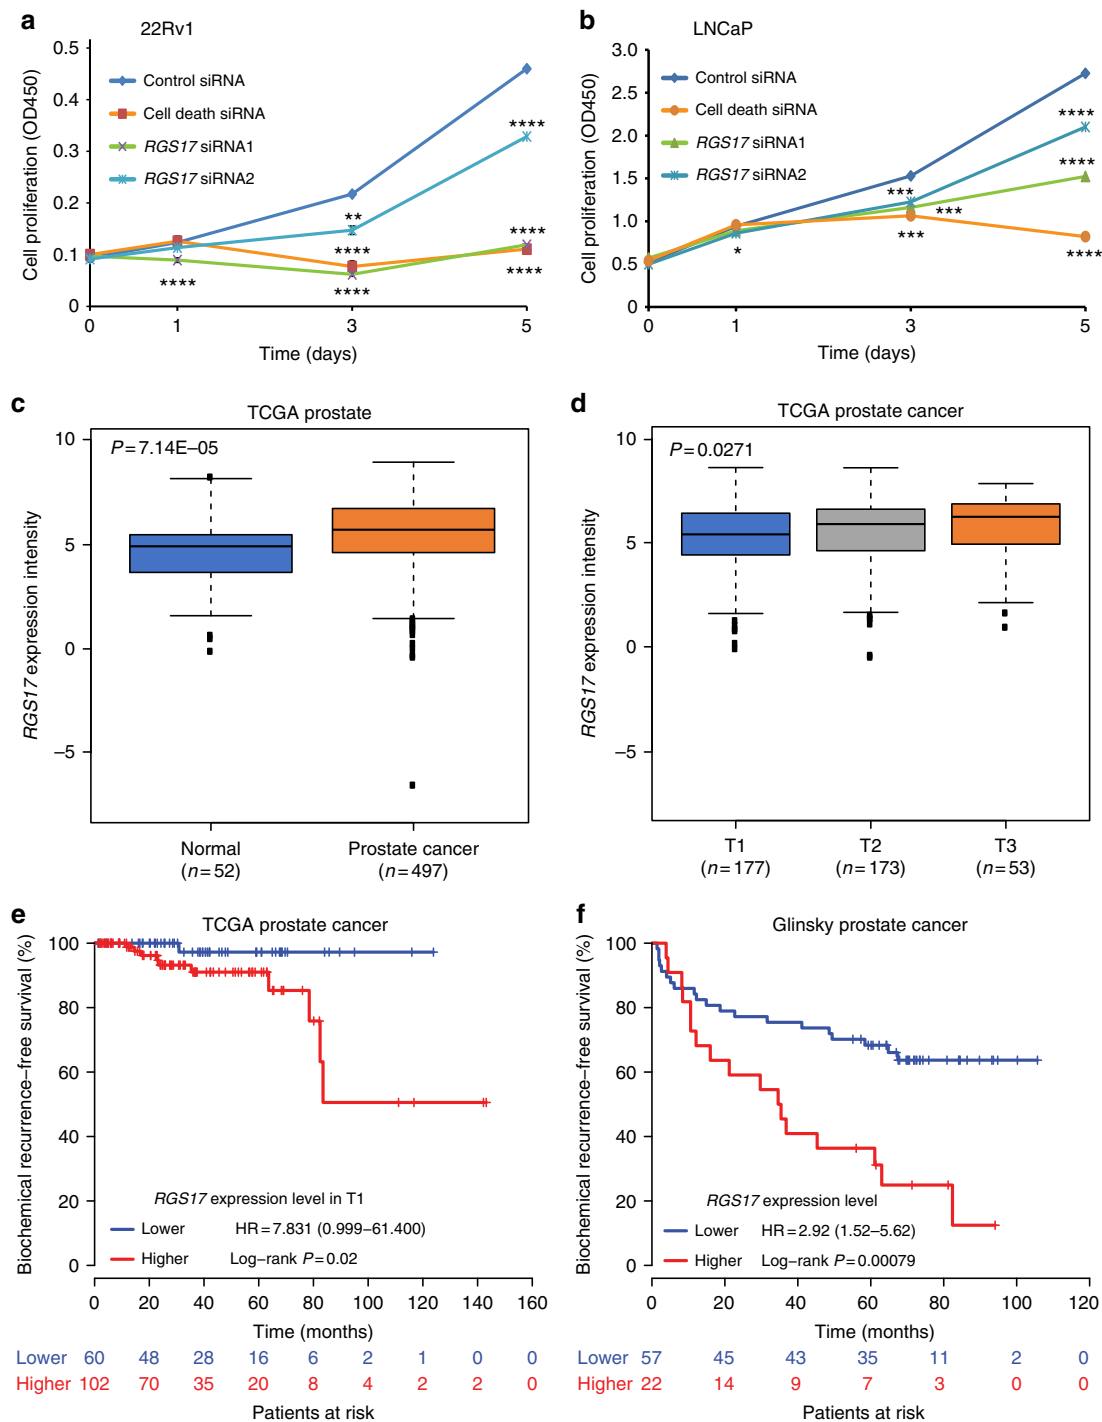 a
22Rv1
Cell proliferation (OD450)
0.5
0.4
0.3
0.2
0.1
0
Control siRNA
Cell death siRNA
RGS17 siRNA1
RGS17 siRNA2
****
**
****
****
****
****
****
0 1 3 5
Time (days)
b
LNCaP
Cell proliferation (OD450)
3.0
2.5
2.0
1.5
1.0
0.5
0
Control siRNA
Cell death siRNA
RGS17 siRNA1
RGS17 siRNA2
****
****
***
***
***
*
****
0 1 3 5
Time (days)
c
TCGA prostate
P=7.14E–05
RGS17 expression intensity
10
5
0
–5
Normal Prostate cancer
(n=52) (n=497)
d
TCGA prostate cancer
P=0.0271
RGS17 expression intensity
10
5
0
–5
T1 T2 T3
(n=177) (n=173) (n=53)
e
TCGA prostate cancer
Biochemical recurrence–free survival (%)
100
80
60
40
20
0
RGS17 expression level in T1
Lower HR=7.831 (0.999–61.400)
Higher Log–rank P=0.02
0 20 40 60 80 100 120 140 160
Time (months)
Lower 60 48 28 16 6 2 1 0 0
Higher 102 70 35 20 8 4 2 2 0
Patients at risk
f
Glinsky prostate cancer
Biochemical recurrence–free survival (%)
100
80
60
40
20
0
RGS17 expression level
Lower HR=2.92 (1.52–5.62)
Higher Log–rank P=0.00079
0 20 40 60 80 100 120
Time (months)
Lower 57 45 43 35 11 2 0
Higher 22 14 9 7 3 0 0
Patients at risk